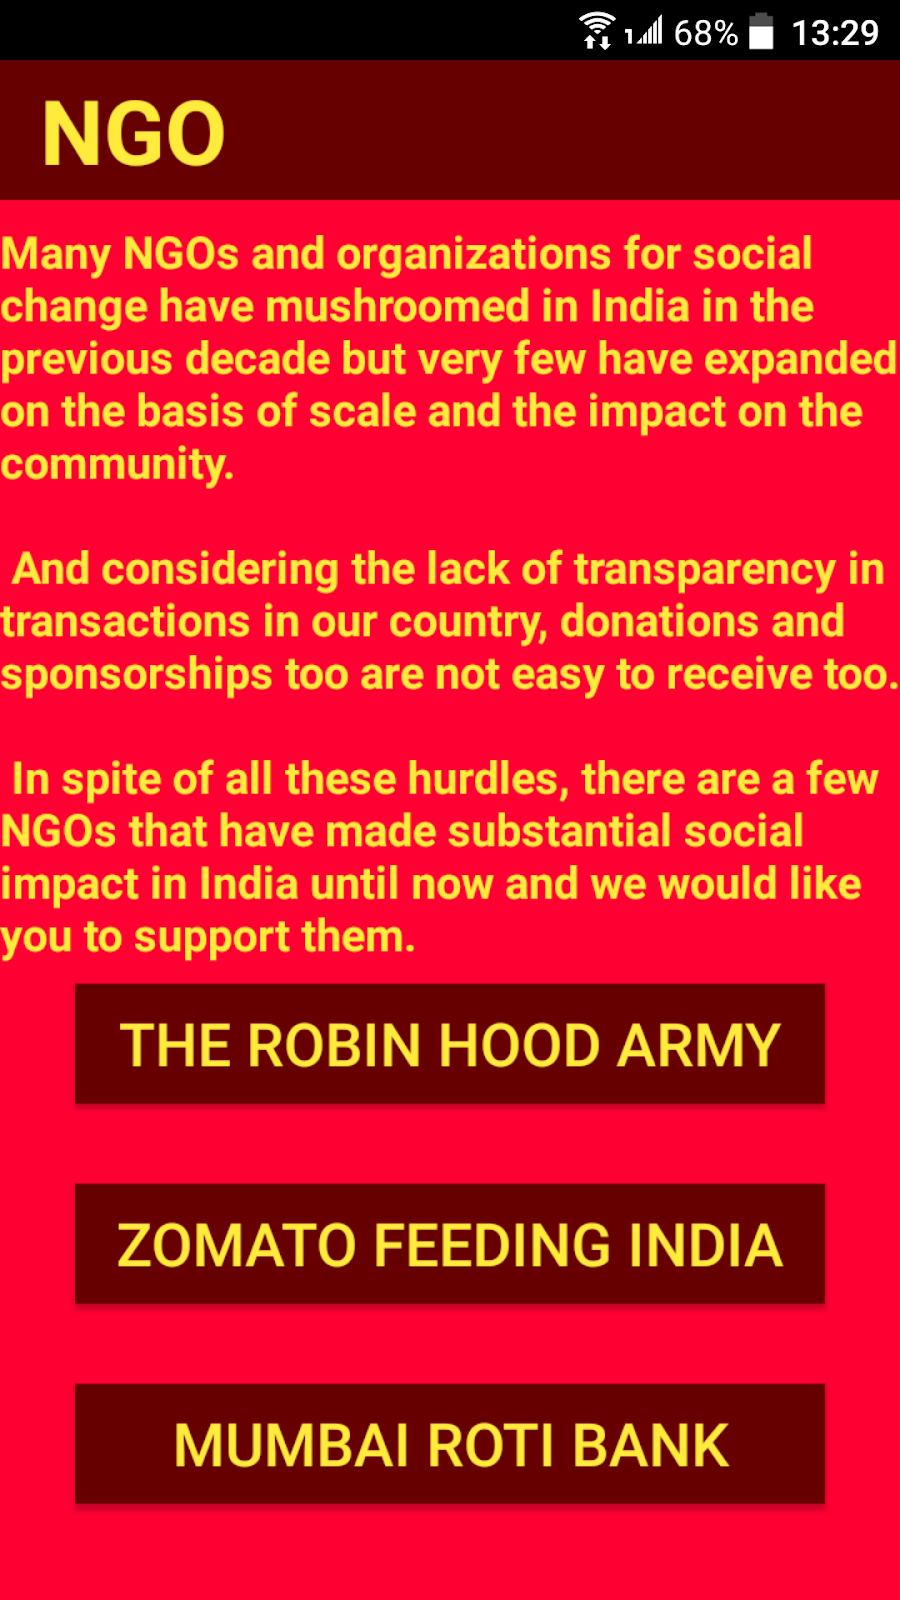 68% 13:29
NGO
Many NGOs and organizations for social
change have mushroomed in India in the
previous decade but very few have expanded
on the basis of scale and the impact on the
community.
And considering the lack of transparency in
transactions in our country, donations and
sponsorships too are not easy to receive too.
In spite of all these hurdles, there are a few
NGOs that have made substantial social
impact in India until now and we would like
you to support them.
THE ROBIN HOOD ARMY
ZOMATO FEEDING INDIA
MUMBAI ROTI BANK